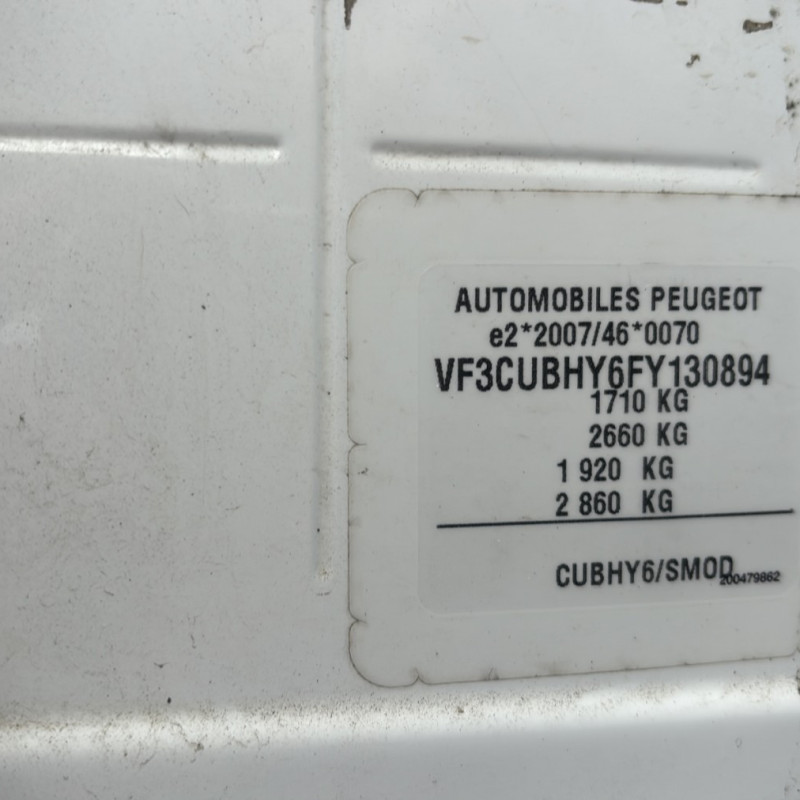 AUTOMOBILES PEUGEOT
e2*2007/46*0070
VF3CUBHY6FY130894
1710 KG
2660 KG
1 920 KG
2 860 KG
CUBHY6/SMOD
200479862